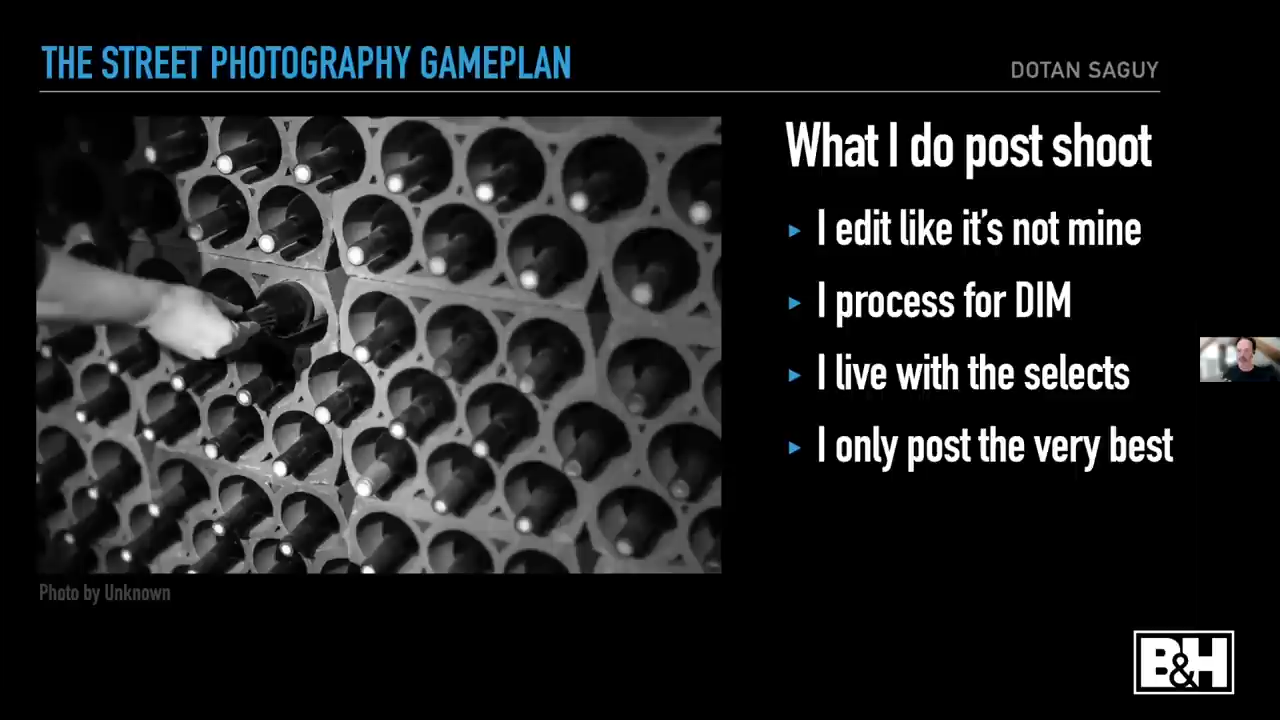 THE STREET PHOTOGRAPHY GAMEPLAN
DOTAN SAGUY
What I do post shoot
I edit like it’s not mine
I process for DIM
I live with the selects
I only post the very best
Photo by Unknown
B&H